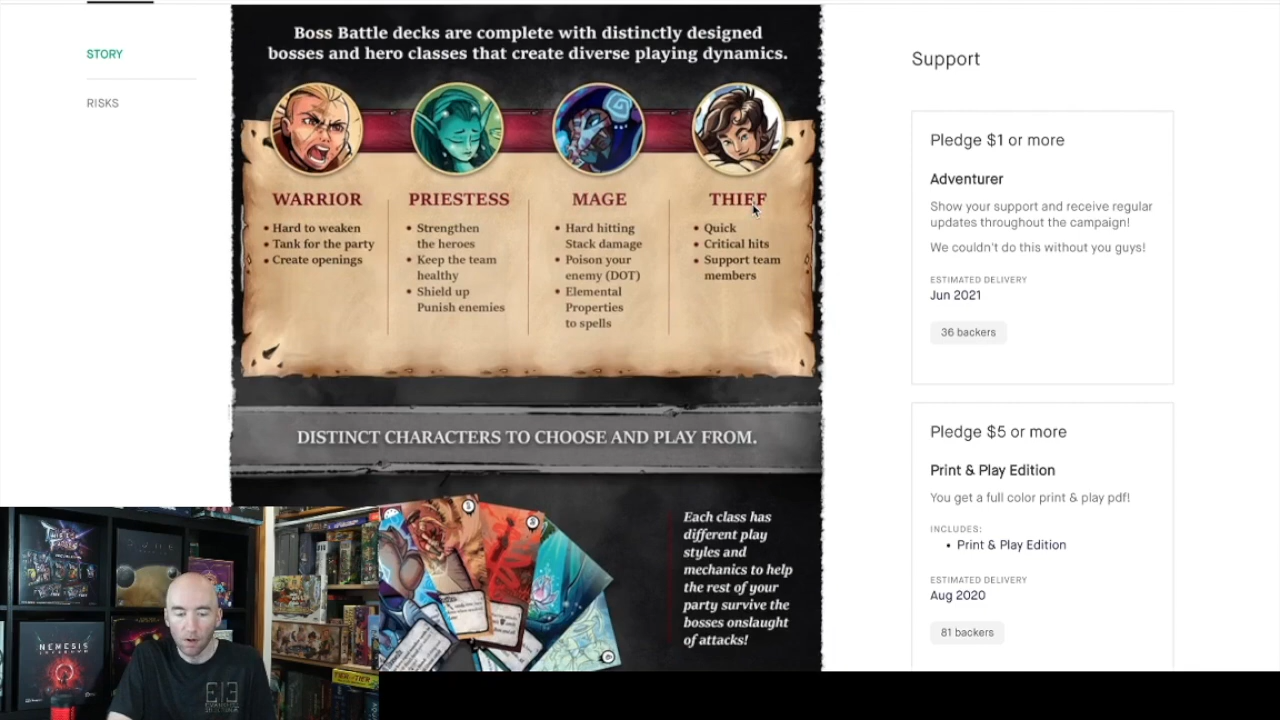 STORY
RISKS
Boss Battle decks are complete with distinctly designed
bosses and hero classes that create diverse playing dynamics.
WARRIOR
• Hard to weaken
• Tank for the party
• Create openings
PRIESTESS
• Strengthen
the heroes
• Keep the team
healthy
• Shield up
Punish enemies
MAGE
• Hard hitting
Stack damage
• Poison your
enemy (DOT)
• Elemental
Properties
to spells
THIEF
• Quick
• Critical hits
• Support team
members
DISTINCT CHARACTERS TO CHOOSE AND PLAY FROM.
Each class has
different play
styles and
mechanics to help
the rest of your
party survive the
bosses onslaught
of attacks!
Support
Pledge $1 or more
Adventurer
Show your support and receive regular
updates throughout the campaign!
We couldn't do this without you guys!
ESTIMATED DELIVERY
Jun 2021
36 backers
Pledge $5 or more
Print & Play Edition
You get a full color print & play pdf!
INCLUDES:
• Print & Play Edition
ESTIMATED DELIVERY
Aug 2020
81 backers
NEMESIS